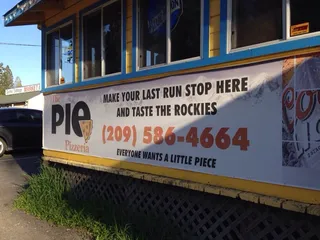 The
PIE
Pizzeria
MAKE YOUR LAST RUN STOP HERE
AND TASTE THE ROCKIES
(209) 586-4664
EVERYONE WANTS A LITTLE PIECE